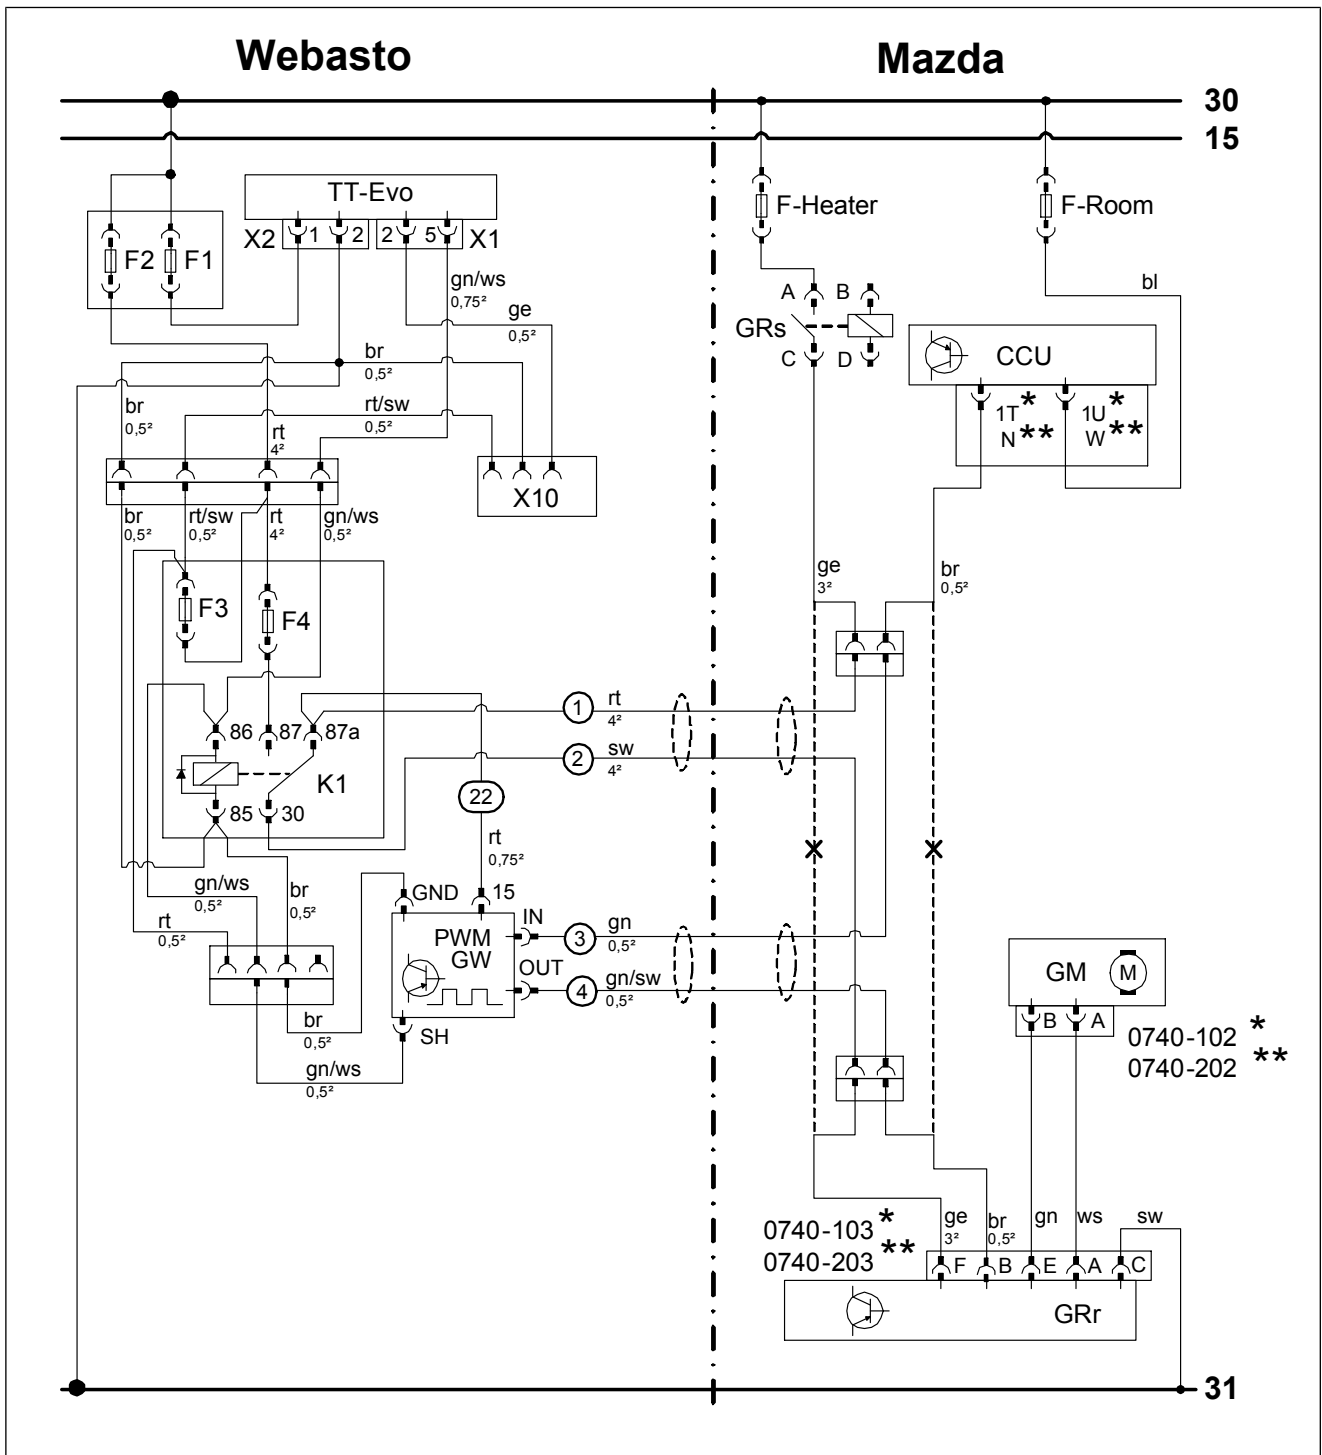 Webasto
Mazda
30
15
TT-Evo
F-Heater
F-Room
X2
1
2
2
5
X1
F2
F1
gn/ws
0,75²
ge
0,5²
bl
A
B
GRs
C
D
CCU
br
0,5²
rt/sw
0,5²
br
0,5²
rt
4²
1T *
N **
1U *
W **
X10
br
0,5²
rt/sw
0,5²
rt
4²
gn/ws
0,5²
ge
3²
br
0,5²
F3
F4
1
rt
4²
86
87
87a
2
sw
4²
K1
22
85
30
rt
0,75²
gn/ws
0,5²
br
0,5²
GND
15
rt
0,5²
IN
3
gn
0,5²
PWM
GW
OUT
4
gn/sw
0,5²
GM
M
B
A
br
0,5²
SH
0740-102 *
0740-202 **
gn/ws
0,5²
0740-103 *
0740-203 **
ge
3²
br
0,5²
gn
ws
sw
F
B
E
A
C
GRr
31